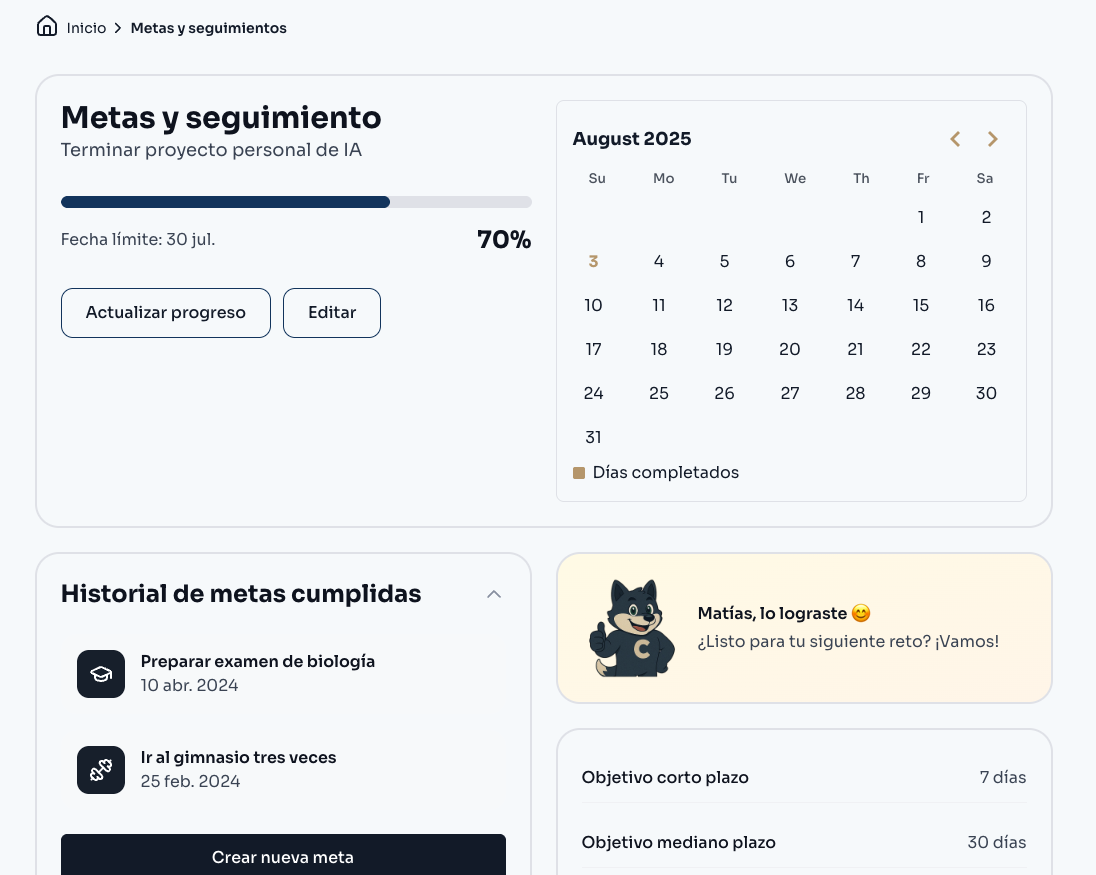 Inicio > Metas y seguimientos
Metas y seguimiento
Terminar proyecto personal de IA
Fecha límite: 30 jul.
70%
Actualizar progreso
Editar
August 2025
Su Mo Tu We Th Fr Sa
1 2
3 4 5 6 7 8 9
10 11 12 13 14 15 16
17 18 19 20 21 22 23
24 25 26 27 28 29 30
31
Días completados
Historial de metas cumplidas
Preparar examen de biología
10 abr. 2024
Ir al gimnasio tres veces
25 feb. 2024
Crear nueva meta
C
Matías, lo lograste 😊
¿Listo para tu siguiente reto? ¡Vamos!
Objetivo corto plazo 7 días
Objetivo mediano plazo 30 días